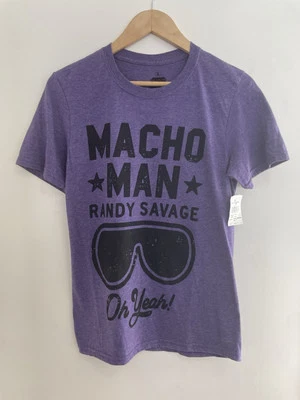 MACHO
MAN
RANDY SAVAGE
Oh Yeah!